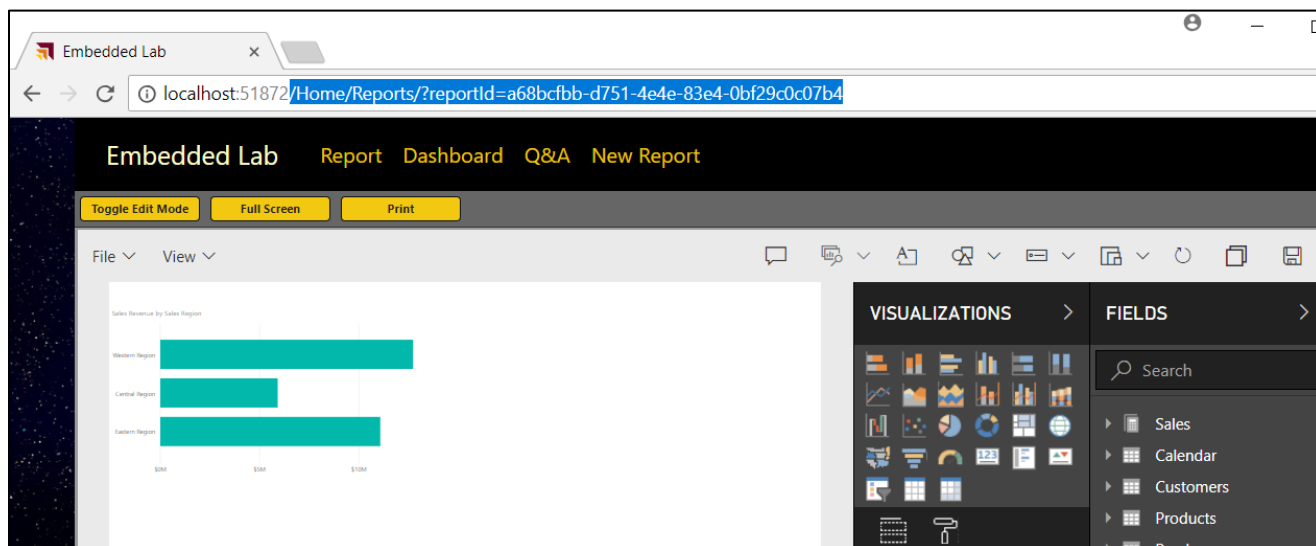 Embedded Lab
localhost:51872/Home/Reports/?reportId=a68bcfbb-d751-4e4e-83e4-0bf29c0c07b4
Embedded Lab Report Dashboard Q&A New Report
Toggle Edit Mode Full Screen Print
File View
Sales Revenue by Sales Region
Western Region
Central Region
Eastern Region
$0M $5M $10M
VISUALIZATIONS
123
FIELDS
Search
Sales
Calendar
Customers
Products